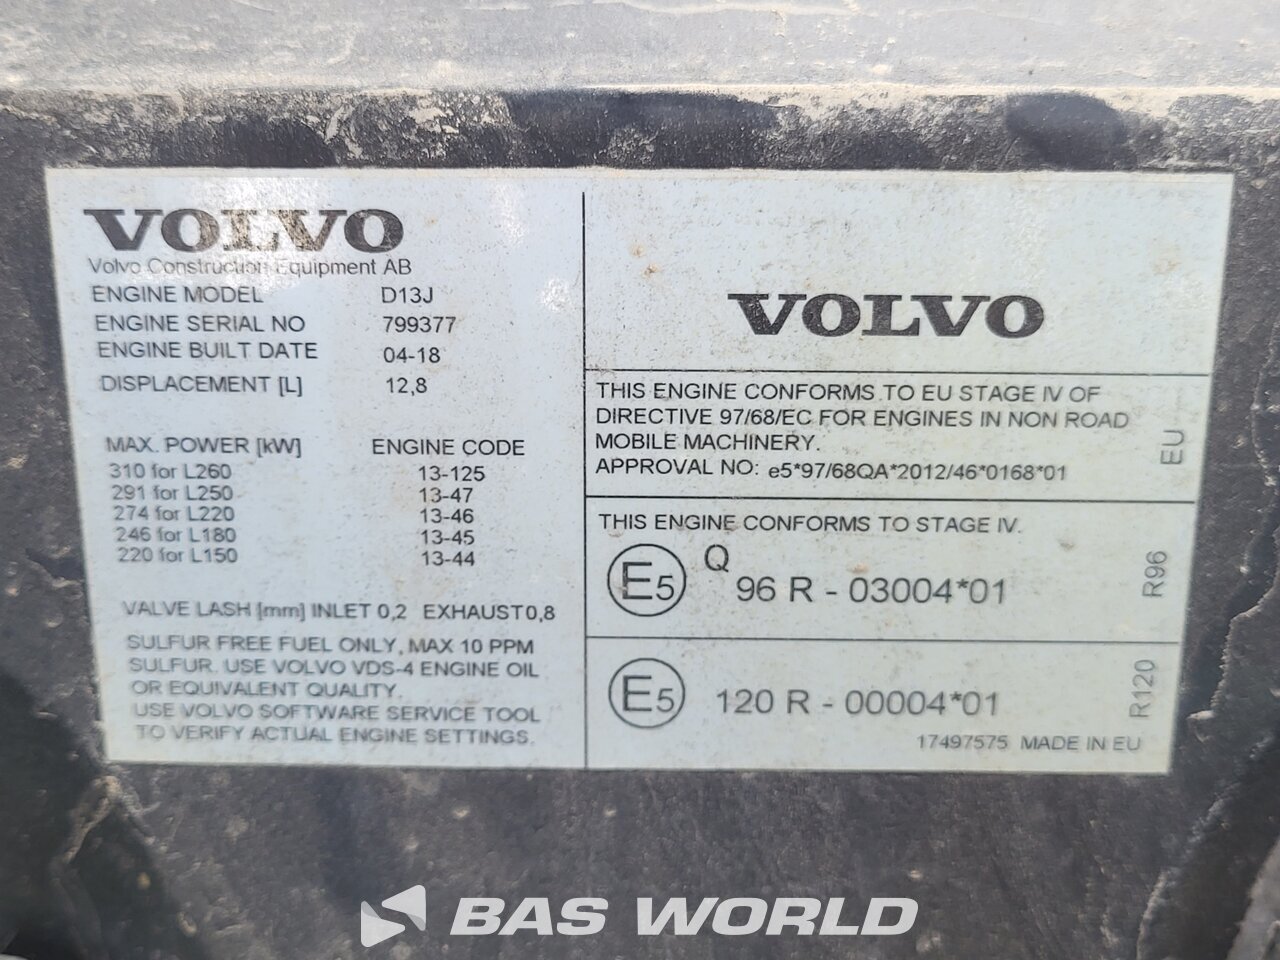 VOLVO
Volvo Construction Equipment AB
ENGINE MODEL D13J
ENGINE SERIAL NO 799377
ENGINE BUILT DATE 04-18
DISPLACEMENT [L] 12,8
MAX. POWER [kW] ENGINE CODE
310 for L260 13-125
291 for L250 13-47
274 for L220 13-46
246 for L180 13-45
220 for L150 13-44
VALVE LASH [mm] INLET 0,2 EXHAUST 0,8
SULFUR FREE FUEL ONLY, MAX 10 PPM
SULFUR. USE VOLVO VDS-4 ENGINE OIL
OR EQUIVALENT QUALITY.
USE VOLVO SOFTWARE SERVICE TOOL
TO VERIFY ACTUAL ENGINE SETTINGS.
VOLVO
THIS ENGINE CONFORMS TO EU STAGE IV OF
DIRECTIVE 97/68/EC FOR ENGINES IN NON ROAD
MOBILE MACHINERY.
APPROVAL NO: e5*97/68QA*2012/46*0168*01
EU
THIS ENGINE CONFORMS TO STAGE IV.
E5 Q
96 R - 03004*01
R96
E5 120 R - 00004*01
R120
17497575 MADE IN EU
BAS WORLD